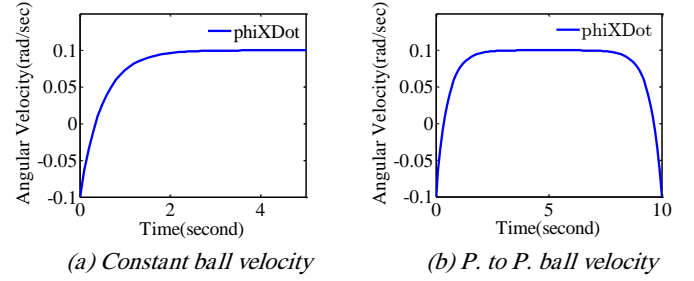 phiXDot
Angular Velocity(rad/sec)
0.1
0.05
0
-0.05
-0.1
0 2 4
Time(second)
(a) Constant ball velocity
phiXDot
Angular Velocity(rad/sec)
0.1
0.05
0
-0.05
-0.1
0 5 10
Time(second)
(b) P. to P. ball velocity